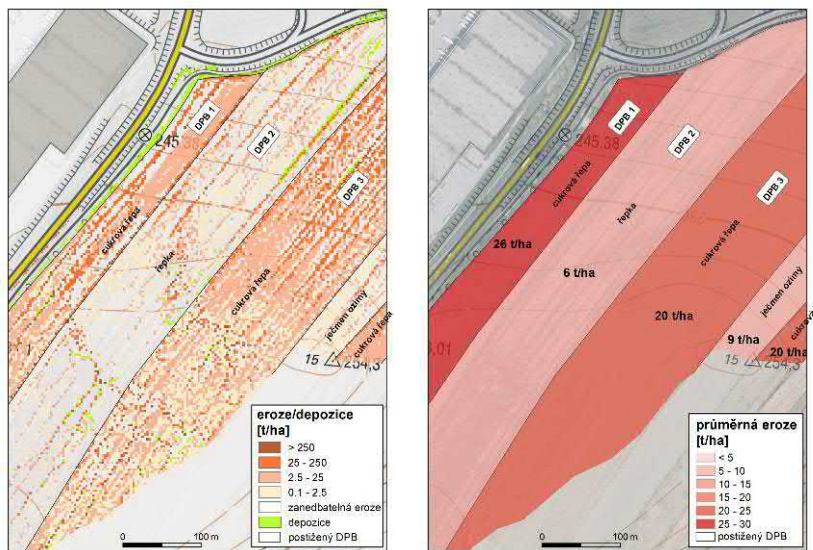 DPB 1
DPB 2
245.38
DPB 3
cukrová řepa
řepka
cukrová řepa
ječmen ozimý
cukrová řepa
15
254,3
eroze/depozice
[t/ha]
> 250
25 - 250
2.5 - 25
0.1 - 2.5
zanedbatelná eroze
depozice
postižený DPB
0 100 m
DPB 1
DPB 2
245.38
DPB 3
cukrová řepa
řepka
cukrová řepa
26 t/ha
6 t/ha
20 t/ha
ječmen ozimý
9 t/ha
cukrová
20 t/ha
15
254,3
průměrná eroze
[t/ha]
< 5
5 - 10
10 - 15
15 - 20
20 - 25
25 - 30
postižený DPB
0 100 m